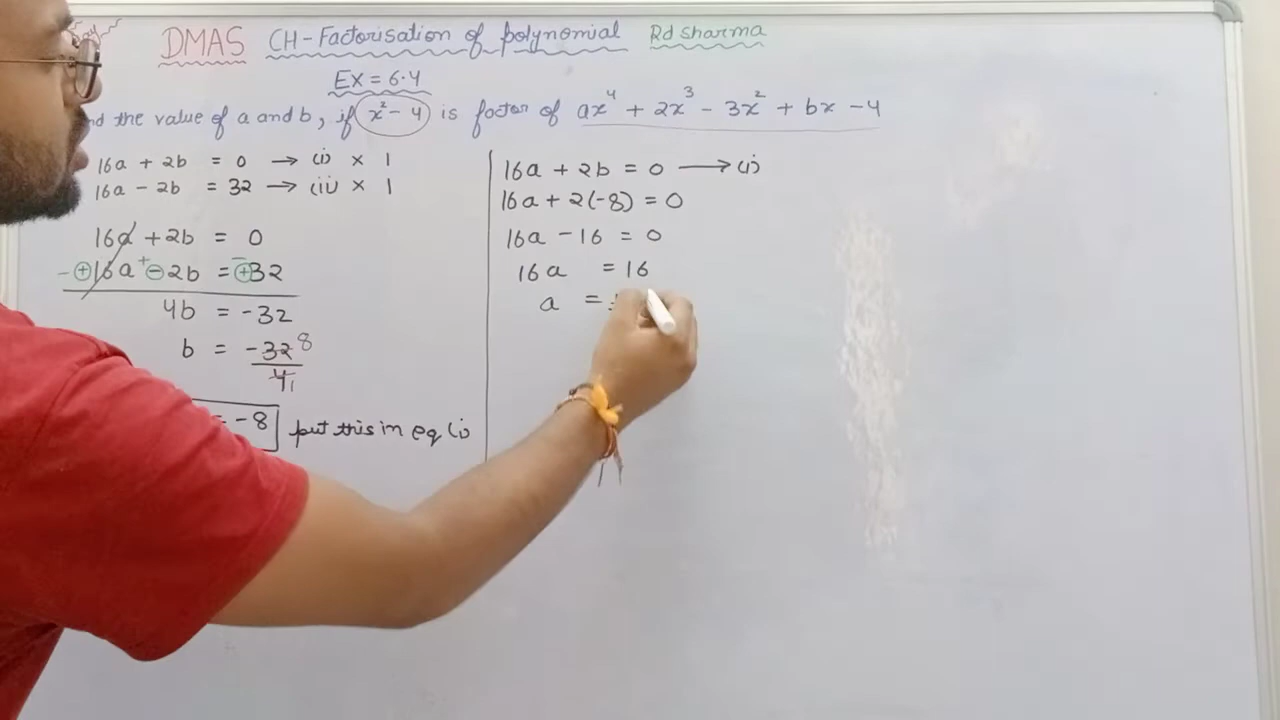 DMAS CH-Factorisation of polynomial Rd sharma
Ex = 6.4
the value of a and b, if x² - 4 is factor of ax⁴ + 2x³ - 3x² + bx - 4
16a + 2b = 0 → (i) × 1
16a - 2b = 32 → (ii) × 1
16a + 2b = 0
16a - 2b = 32
4b = -32
b = -32 8
4 1
= -8 put this in eq (i)
16a + 2b = 0 → (i)
16a + 2(-8) = 0
16a - 16 = 0
16a = 16
a =